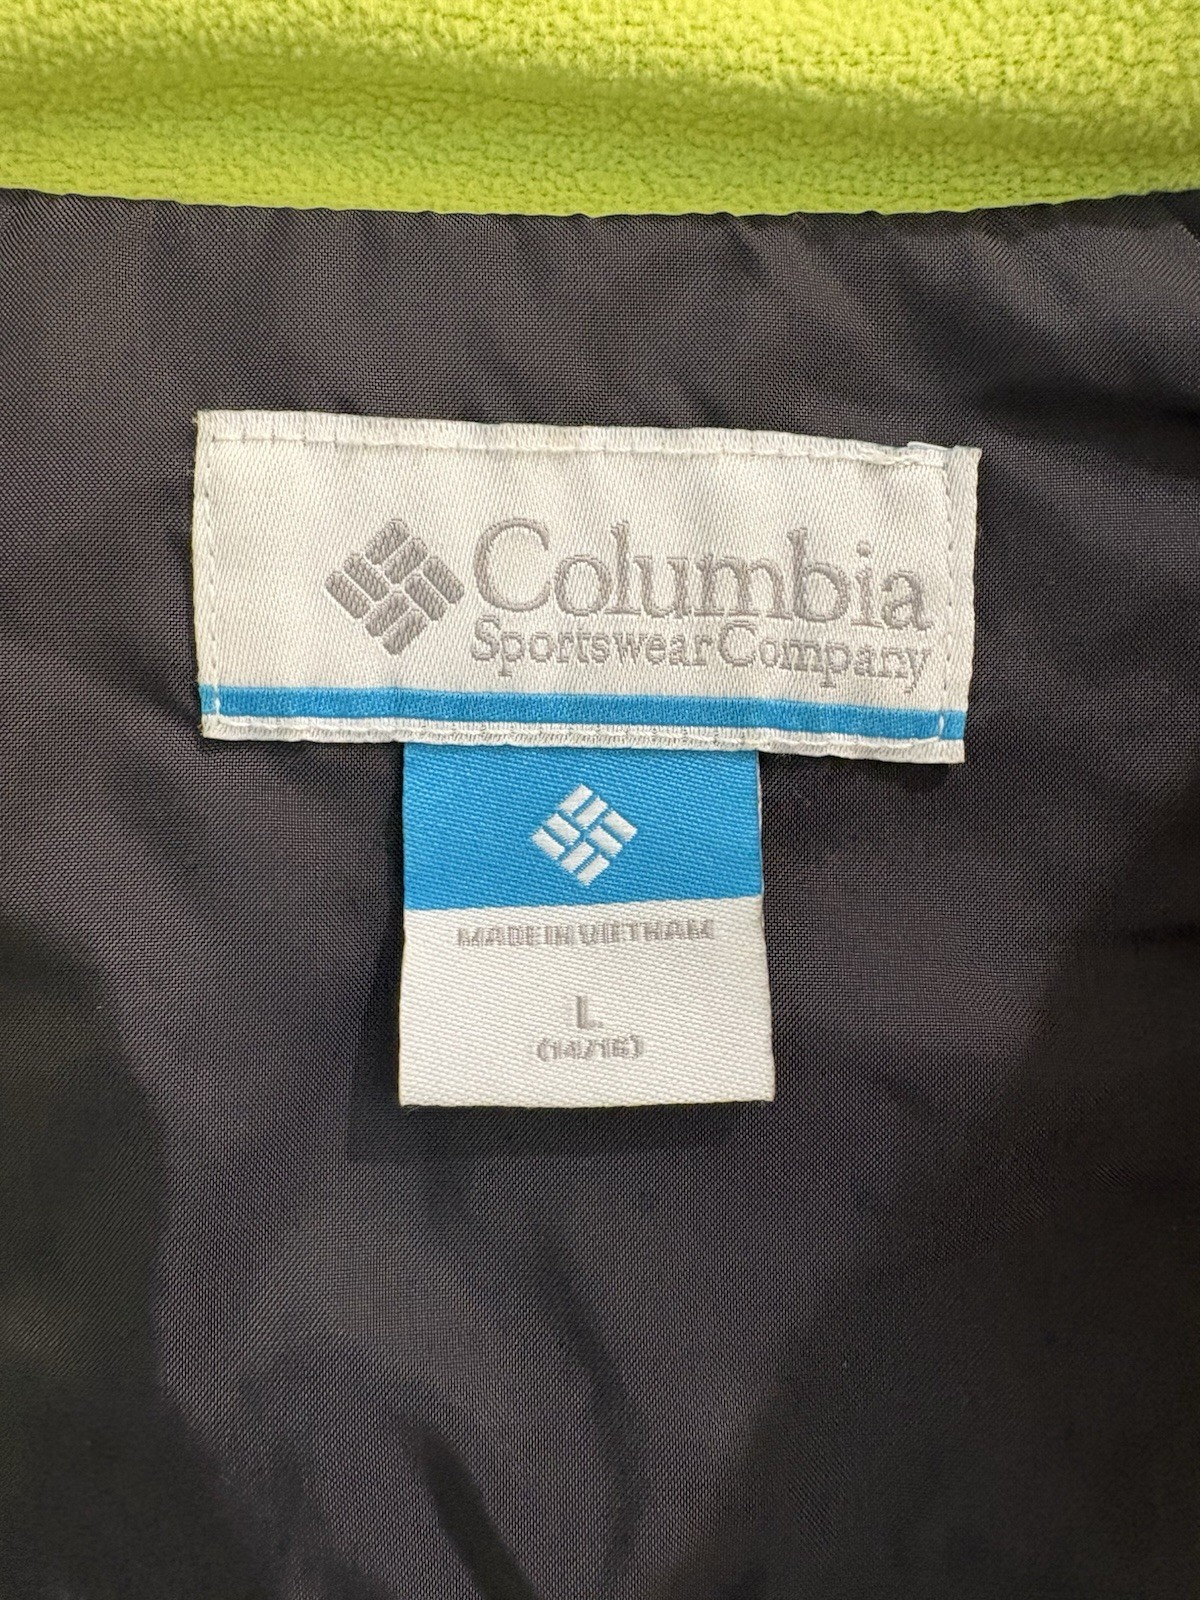 Columbia
Sportswear Company
MADE IN VIETNAM
L
(14/16)